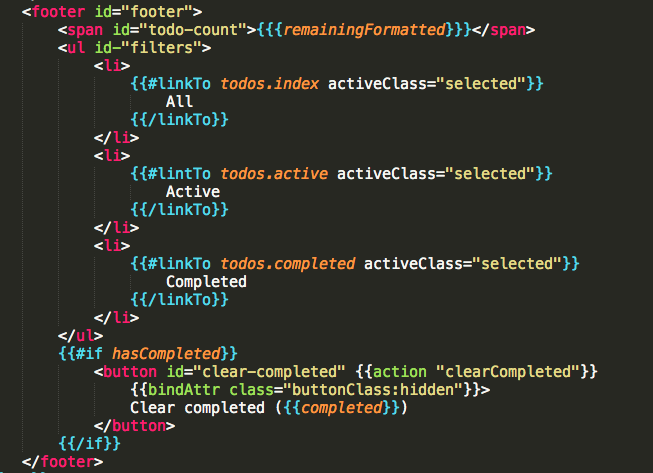 <footer id="footer">
<span id="todo-count">{{{remainingFormatted}}}</span>
<ul id-"filters">
<li>
{{#linkTo todos.index activeClass="selected"}}
All
{{/linkTo}}
</li>
<li>
{{#lintTo todos.active activeClass="selected"}}
Active
{{/linkTo}}
</li>
<li>
{{#linkTo todos.completed activeClass="selected"}}
Completed
{{/linkTo}}
</li>
</ul>
{{#if hasCompleted}}
<button id="clear-completed" {{action "clearCompleted"}}
{{bindAttr class="buttonClass:hidden"}}>
Clear completed ({{completed}})
</button>
{{/if}}
</footer>